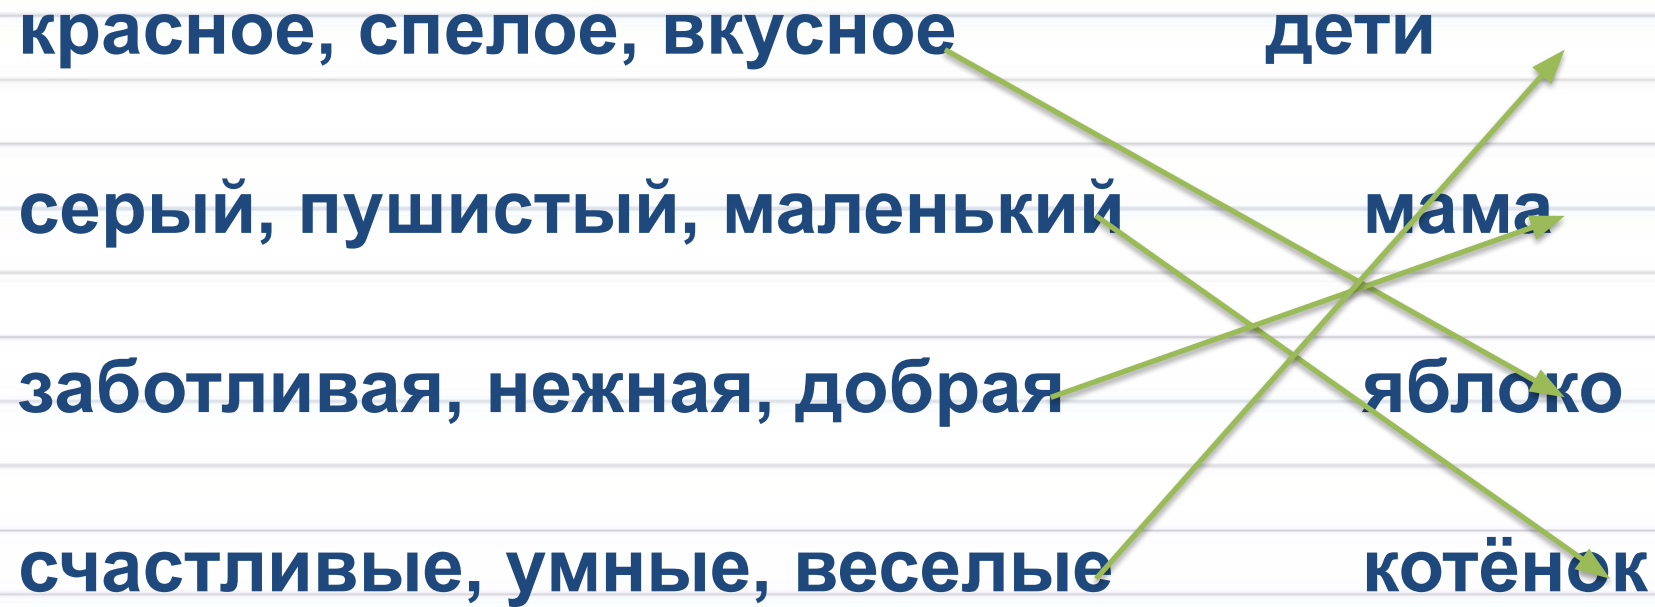 красное, спелое, вкусное дети
серый, пушистый, маленький мама
заботливая, нежная, добрая яблоко
счастливые, умные, веселые котёнок